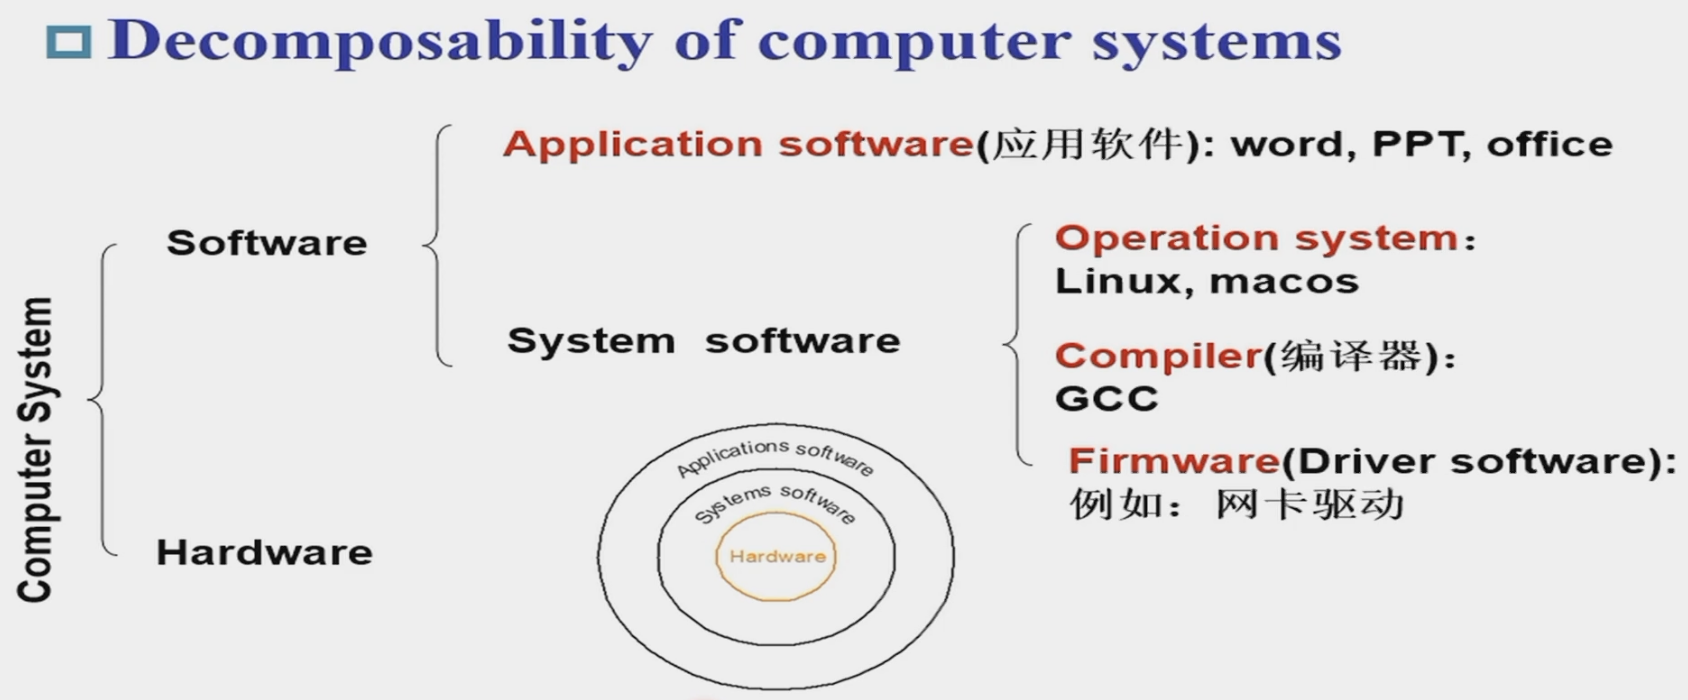 Decomposability of computer systems
Application software(应用软件): word, PPT, office
Software
Operation system：
Linux, macos
System software
Compiler(编译器)：
GCC
Firmware(Driver software):
例如： 网卡驱动
Computer System
Hardware
Applications software
Systems software
Hardware